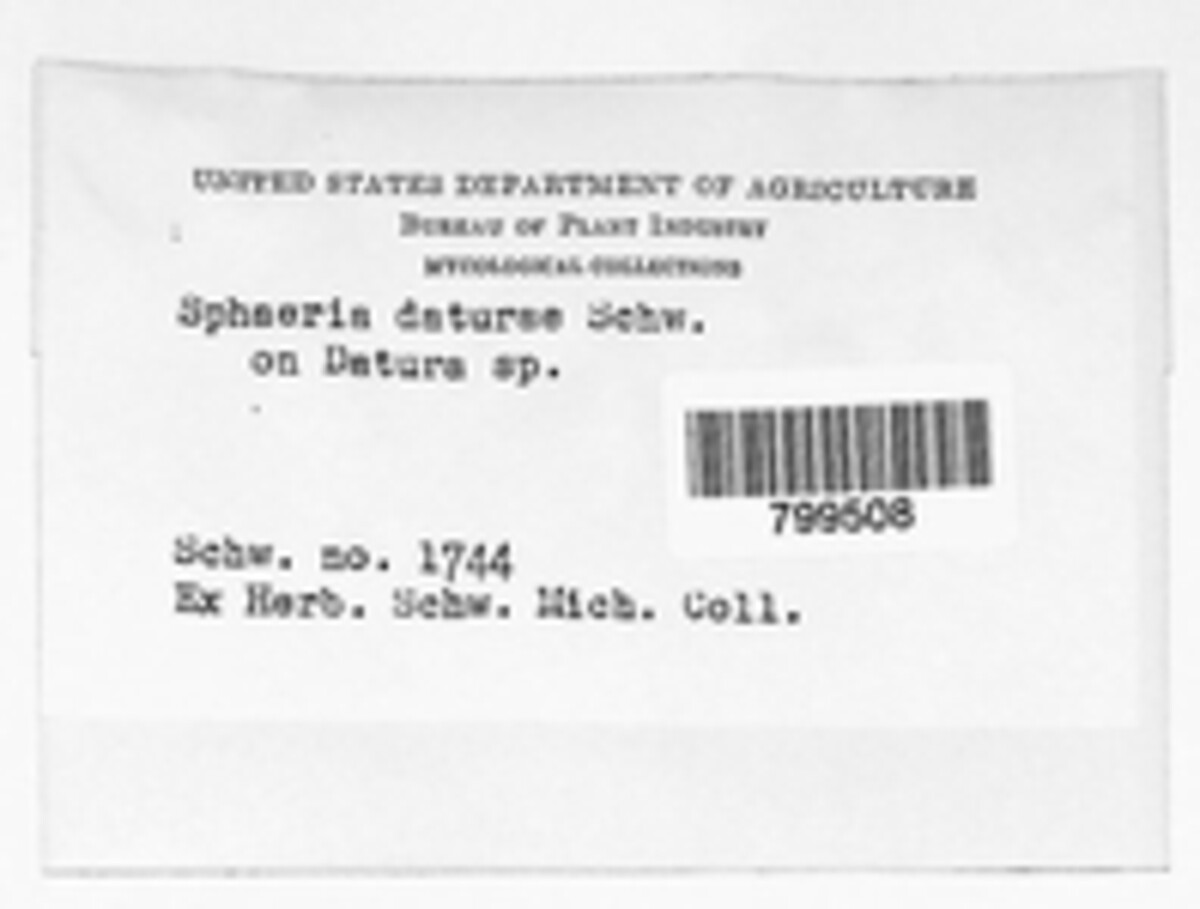 UNITED STATES DEPARTMENT OF AGRICULTURE
BUREAU OF PLANT INDUSTRY
MYCOLOGICAL COLLECTIONS
Sphaeria daturae Schw.
on Datura sp.
799508
Schw. no. 1744
Ex Herb. Schw. Mich. Coll.